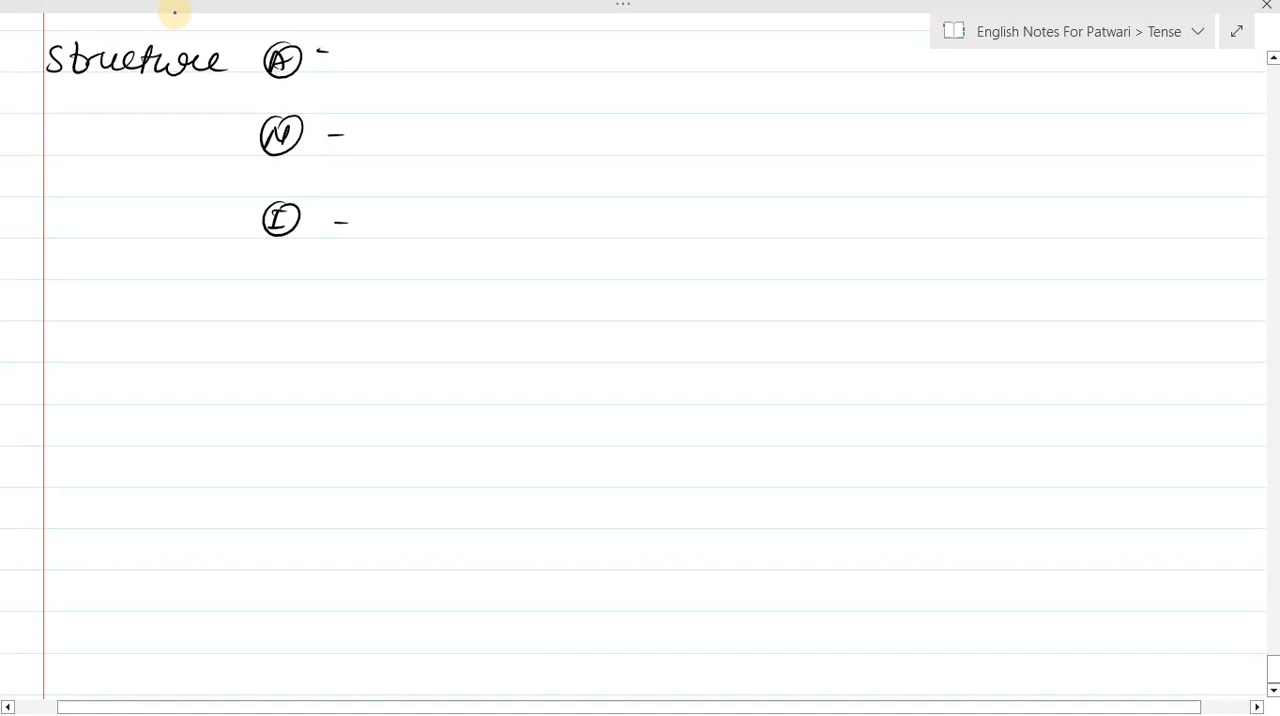 English Notes For Patwari > Tense
Structure Ⓐ -
Ⓝ -
Ⓘ -